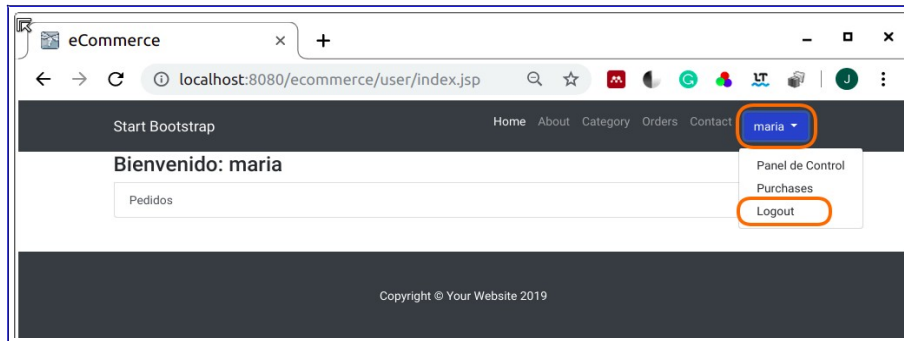 eCommerce
localhost:8080/ecommerce/user/index.jsp
J
Start Bootstrap
Home About Category Orders Contact maria
Bienvenido: maria
Panel de Control
Pedidos
Purchases
Logout
Copyright © Your Website 2019